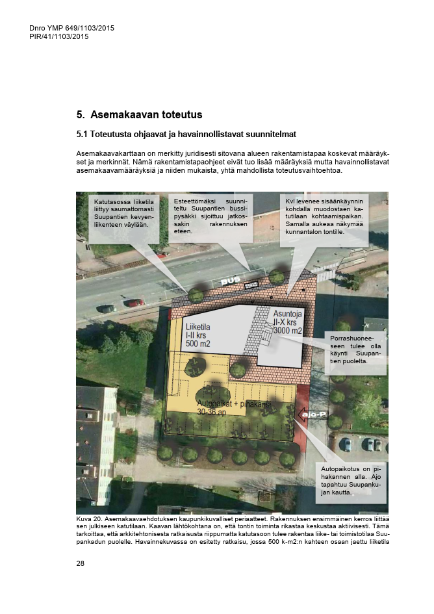 Dnro YMP 649/1103/2015
PIR/41/1103/2015
5. Asemakaavan toteutus
5.1 Toteutusta ohjaavat ja havainnollistavat suunnitelmat
Asemakaavakarttaan on merkitty juridisesti sitovana alueen rakentamistapaa koskevat määräyk-
set ja merkinnät. Nämä rakentamistapaohjeet eivät tuo lisää määräyksiä mutta havainnollistavat
asemakaavamääräyksiä ja niiden mukaista, yhtä mahdollista toteutusvaihtoehtoa.
Katutasossa liiketila
liittyy saumattomasti
Suupantien kevyen-
liikenteen väylään.
Esteettömäksi suunni-
teltu Suupantien bussi-
pysäkki sijoittuu jatkos-
sakin rakennuksen
eteen.
Kvl levenee sisäänkäynnin
kohdalla muodostaen ka-
tutilaan kohtaamispaikan.
Samalla aukeaa näkymää
kunnantalon tontille.
BUS
Liiketila
I-II krs
500 m2
Asuntoja
II-X krs
3000 m2
Porrashuonee-
seen tulee olla
käynti Suupan-
tien puolelta.
Autopaikat + pihakansi
30-36 ap
ajo-P
Autopaikotus on pi-
hakannen alla. Ajo
tapahtuu Suupanku-
jan kautta.
Kuva 20. Asemakaavaehdotuksen kaupunkikuvalliset periaatteet. Rakennuksen ensimmäinen kerros liittää
sen julkiseen katutilaan. Kaavan lähtökohtana on, että tontin toiminta rikastaa keskustaa aktiivisesti. Tämä
tarkoittaa, että arkkitehtonisesta ratkaisusta riippumatta katutasoon tulee rakentaa liike- tai toimistotilaa Suu-
pankadun puolelle. Havainnekuvassa on esitetty ratkaisu, jossa 500 k-m2:n kahteen osaan jaettu liiketila
28